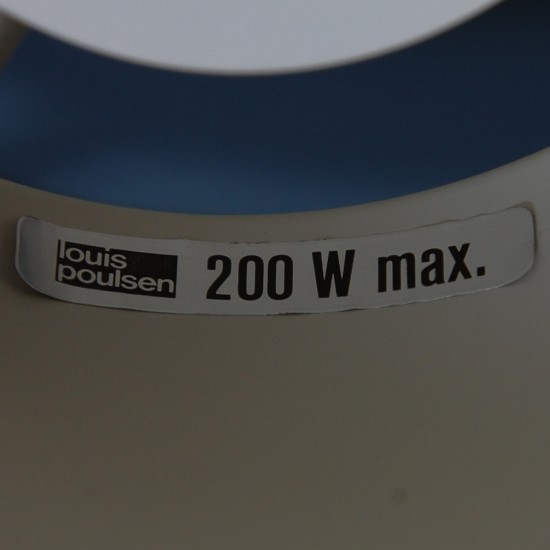 louis
poulsen
200 W max.